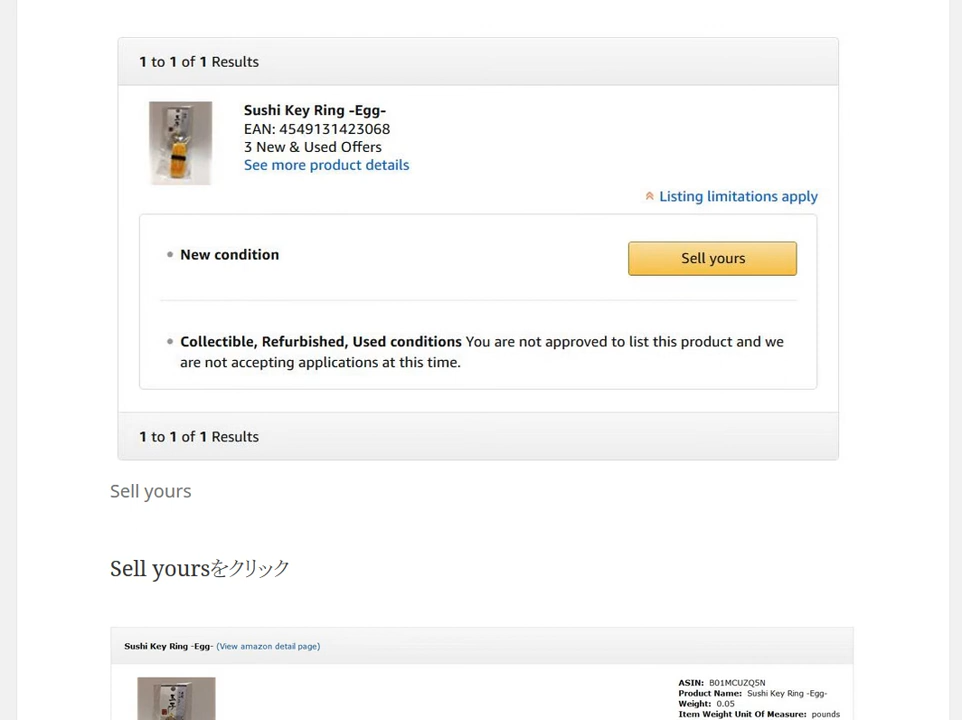 1 to 1 of 1 Results
Sushi Key Ring -Egg-
EAN: 4549131423068
3 New & Used Offers
See more product details
Listing limitations apply
New condition
Sell yours
Collectible, Refurbished, Used conditions You are not approved to list this product and we
are not accepting applications at this time.
1 to 1 of 1 Results
Sell yours
Sell yoursをクリック
Sushi Key Ring -Egg- (View amazon detail page)
ASIN: B01MCUZQ5N
Product Name: Sushi Key Ring -Egg-
Weight: 0.05
Item Weight Unit Of Measure: pounds